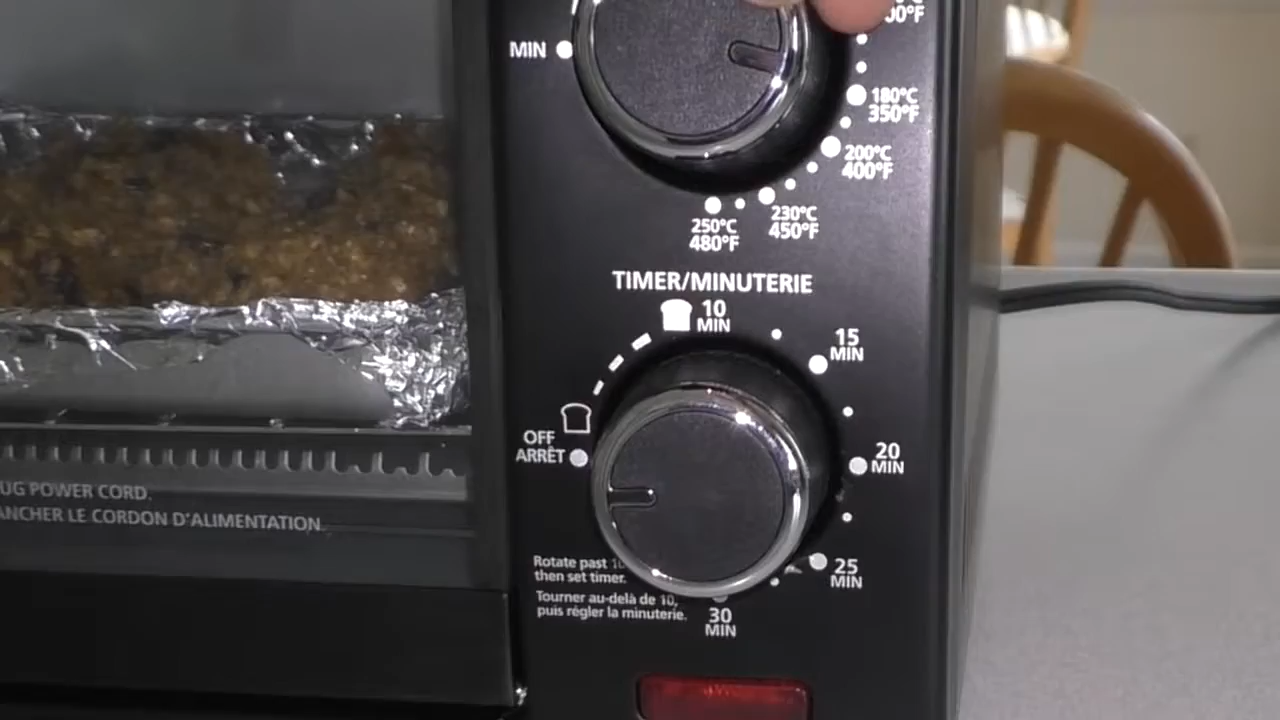 MIN
180°C
350°F
200°C
400°F
230°C
450°F
250°C
480°F
TIMER/MINUTERIE
10
MIN
15
MIN
OFF
ARRÊT
20
MIN
25
MIN
30
MIN
Rotate past 10
then set timer.
Tourner au-delà de 10,
puis régler la minuterie.
UG POWER CORD.
ANCHER LE CORDON D'ALIMENTATION.